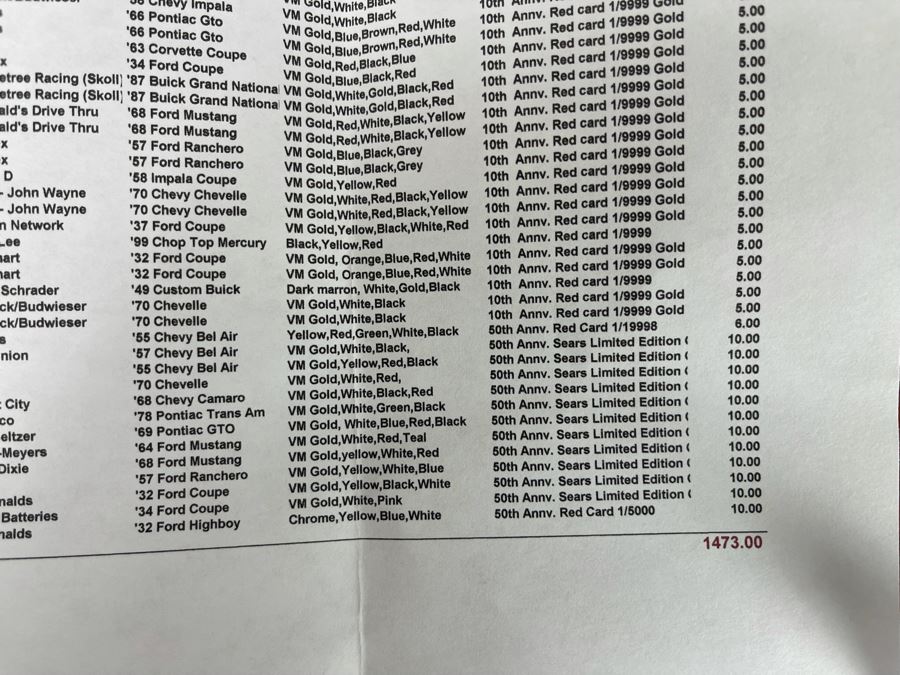 '56 Chevy Impala VM Gold,White,Black 10th Annv. Red card 1/9999 Gold
'66 Pontiac Gto VM Gold,Blue,Brown,Red,White 10th Annv. Red card 1/9999 Gold
'66 Pontiac Gto VM Gold,Blue,Brown,Red,White 10th Annv. Red card 1/9999 Gold 5.00
'63 Corvette Coupe VM Gold,Red,Black,Blue 10th Annv. Red card 1/9999 Gold 5.00
x '34 Ford Coupe VM Gold,Blue,Black,Red 10th Annv. Red card 1/9999 Gold 5.00
etree Racing (Skoll) '87 Buick Grand National VM Gold,White,Gold,Black,Red 10th Annv. Red card 1/9999 Gold 5.00
etree Racing (Skoll) '87 Buick Grand National VM Gold,White,Gold,Black,Red 10th Annv. Red card 1/9999 Gold 5.00
ald's Drive Thru '68 Ford Mustang VM Gold,Red,White,Black,Yellow 10th Annv. Red card 1/9999 Gold 5.00
ald's Drive Thru '68 Ford Mustang VM Gold,Red,White,Black,Yellow 10th Annv. Red card 1/9999 Gold 5.00
x '57 Ford Ranchero VM Gold,Blue,Black,Grey 10th Annv. Red card 1/9999 Gold 5.00
x '57 Ford Ranchero VM Gold,Blue,Black,Grey 10th Annv. Red card 1/9999 Gold 5.00
D '58 Impala Coupe VM Gold,Yellow,Red 10th Annv. Red card 1/9999 Gold 5.00
- John Wayne '70 Chevy Chevelle VM Gold,White,Red,Black,Yellow 10th Annv. Red card 1/9999 Gold 5.00
- John Wayne '70 Chevy Chevelle VM Gold,White,Red,Black,Yellow 10th Annv. Red card 1/9999 Gold 5.00
n Network '37 Ford Coupe VM Gold,Yellow,Black,White,Red 10th Annv. Red card 1/9999 Gold 5.00
Lee '99 Chop Top Mercury Black,Yellow,Red 10th Annv. Red card 1/9999 5.00
hart '32 Ford Coupe VM Gold, Orange,Blue,Red,White 10th Annv. Red card 1/9999 Gold 5.00
hart '32 Ford Coupe VM Gold, Orange,Blue,Red,White 10th Annv. Red card 1/9999 Gold 5.00
Schrader '49 Custom Buick Dark marron, White,Gold,Black 10th Annv. Red card 1/9999 5.00
ck/Budwieser '70 Chevelle VM Gold,White,Black 10th Annv. Red card 1/9999 Gold 5.00
ck/Budwieser '70 Chevelle VM Gold,White,Black 10th Annv. Red card 1/9999 Gold 5.00
s '55 Chevy Bel Air Yellow,Red,Green,White,Black 50th Annv. Red Card 1/19998 6.00
nion '57 Chevy Bel Air VM Gold,White,Black, 50th Annv. Sears Limited Edition ( 10.00
'55 Chevy Bel Air VM Gold,Yellow,Red,Black 50th Annv. Sears Limited Edition ( 10.00
'70 Chevelle VM Gold,White,Red, 50th Annv. Sears Limited Edition ( 10.00
City '68 Chevy Camaro VM Gold,White,Black,Red 50th Annv. Sears Limited Edition ( 10.00
co '78 Pontiac Trans Am VM Gold,White,Green,Black 50th Annv. Sears Limited Edition ( 10.00
eltzer '69 Pontiac GTO VM Gold, White,Blue,Red,Black 50th Annv. Sears Limited Edition ( 10.00
-Meyers '64 Ford Mustang VM Gold,White,Red,Teal 50th Annv. Sears Limited Edition ( 10.00
Dixie '68 Ford Mustang VM Gold,yellow,White,Red 50th Annv. Sears Limited Edition ( 10.00
'57 Ford Ranchero VM Gold,Yellow,White,Blue 50th Annv. Sears Limited Edition ( 10.00
nalds '32 Ford Coupe VM Gold,Yellow,Black,White 50th Annv. Sears Limited Edition ( 10.00
Batteries '34 Ford Coupe VM Gold,White,Pink 50th Annv. Sears Limited Edition ( 10.00
nalds '32 Ford Highboy Chrome,Yellow,Blue,White 50th Annv. Red Card 1/5000 10.00
1473.00